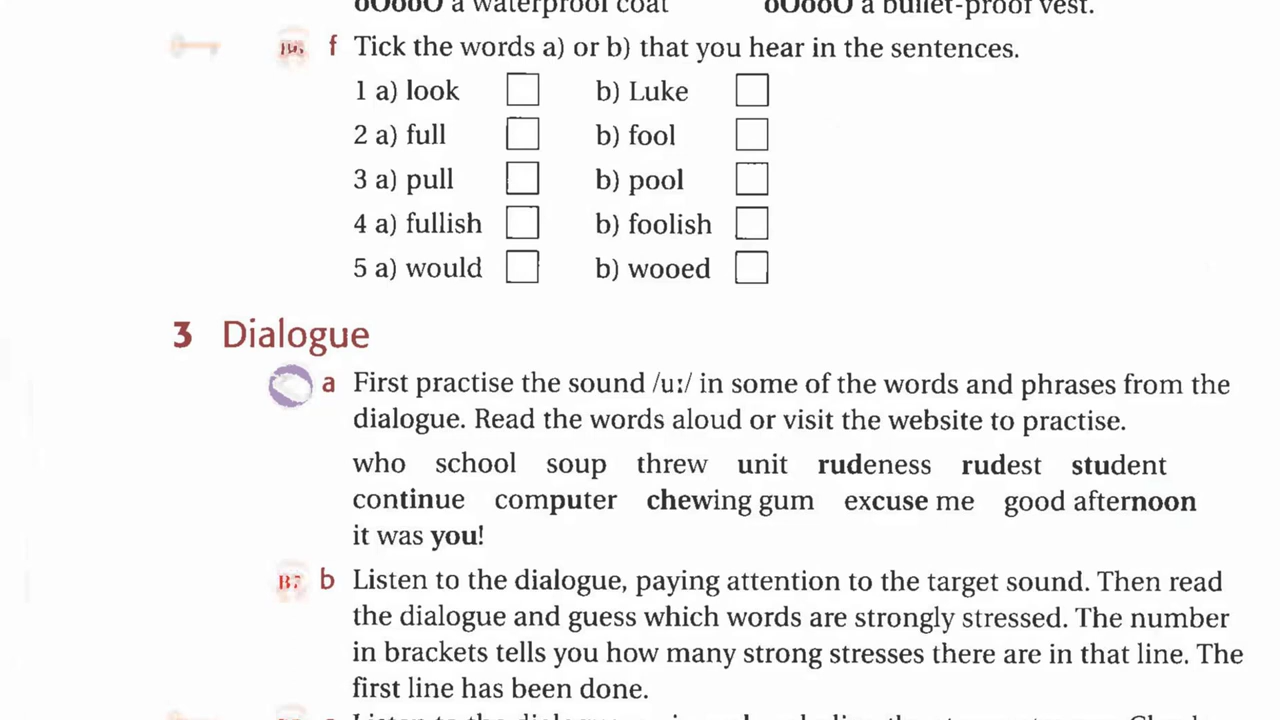 oOooO a waterproof coat oOooO a bullet-proof vest.
f Tick the words a) or b) that you hear in the sentences.
1 a) look b) Luke
2 a) full b) fool
3 a) pull b) pool
4 a) fullish b) foolish
5 a) would b) wooed
3 Dialogue
a First practise the sound /uː/ in some of the words and phrases from the
dialogue. Read the words aloud or visit the website to practise.
who school soup threw unit rudeness rudest student
continue computer chewing gum excuse me good afternoon
it was you!
B7 b Listen to the dialogue, paying attention to the target sound. Then read
the dialogue and guess which words are strongly stressed. The number
in brackets tells you how many strong stresses there are in that line. The
first line has been done.